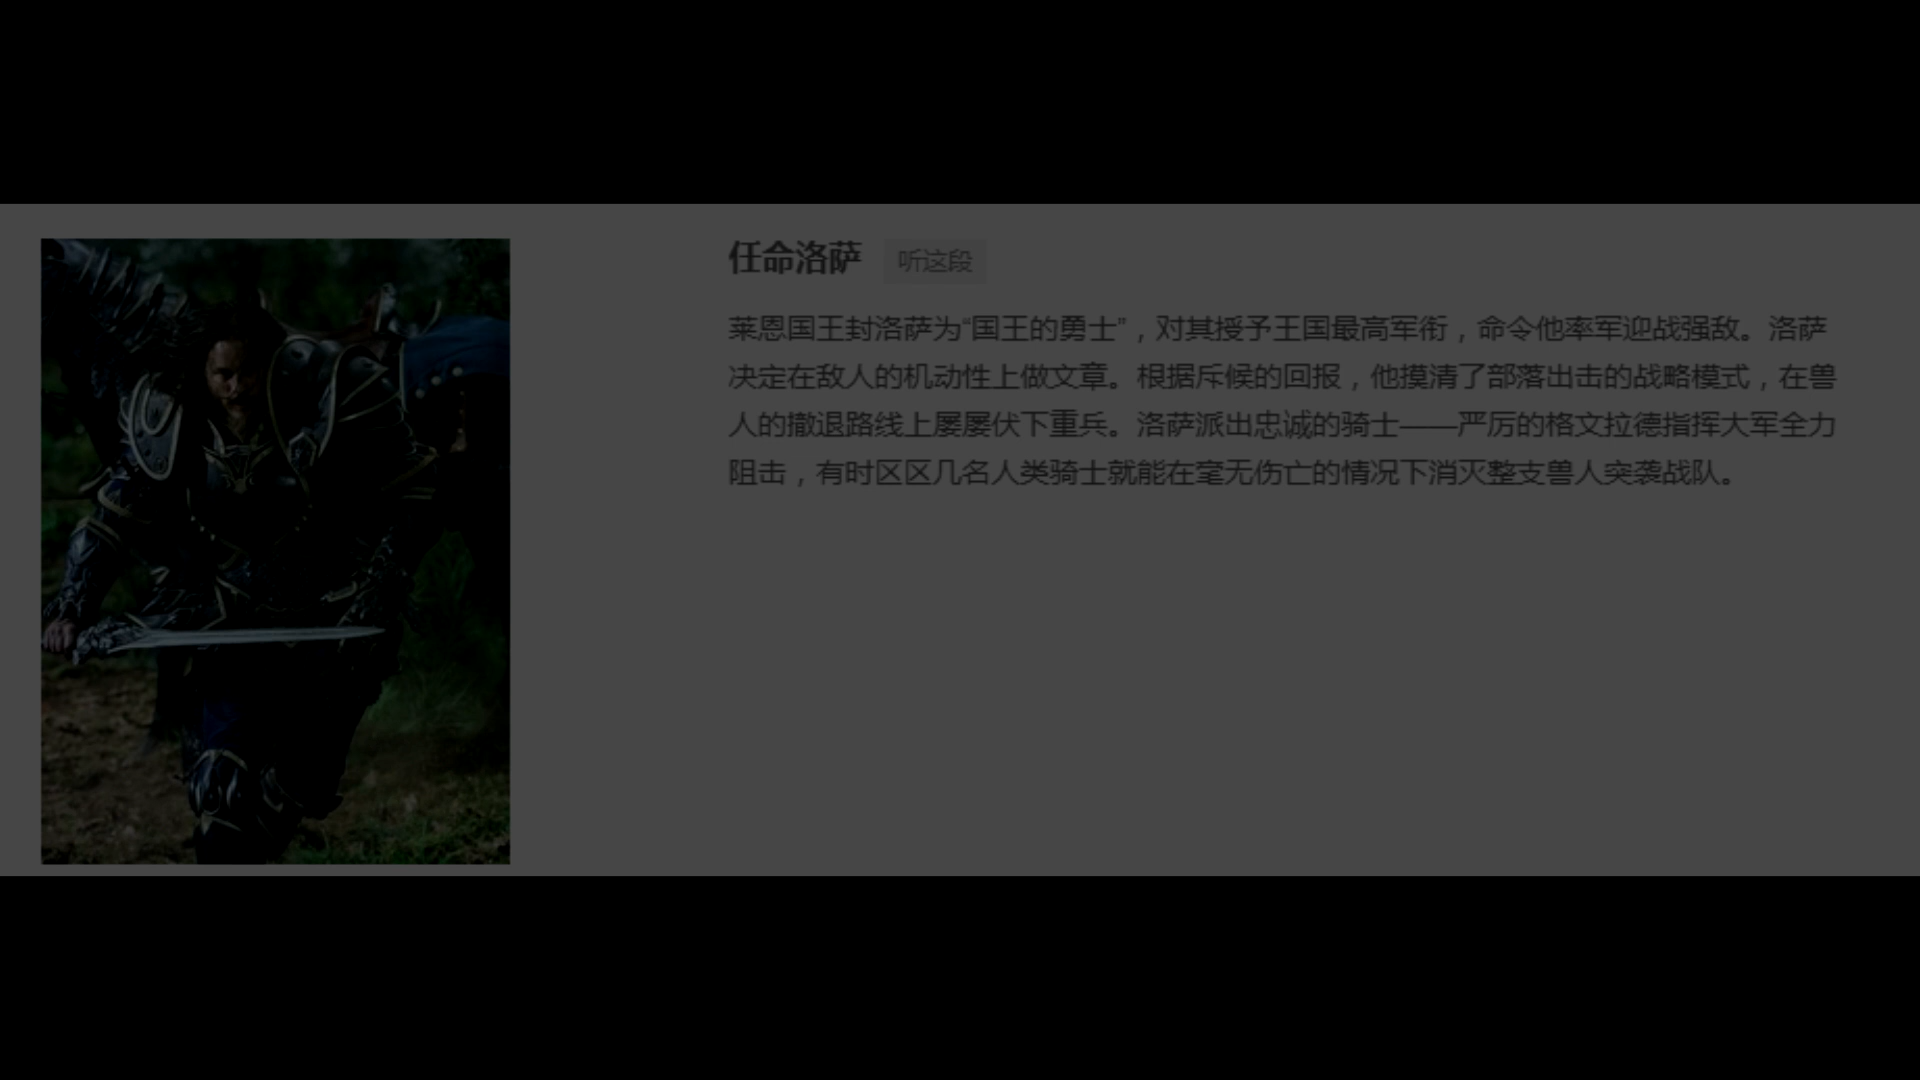 任命洛萨 听这段
莱恩国王封洛萨为“国王的勇士”，对其授予王国最高军衔，命令他率军迎战强敌。洛萨
决定在敌人的机动性上做文章。根据斥候的回报，他摸清了部落出击的战略模式，在兽
人的撤退路线上屡屡伏下重兵。洛萨派出忠诚的骑士——严厉的格文拉德指挥大军全力
阻击，有时区区几名人类骑士就能在毫无伤亡的情况下消灭整支兽人突袭战队。